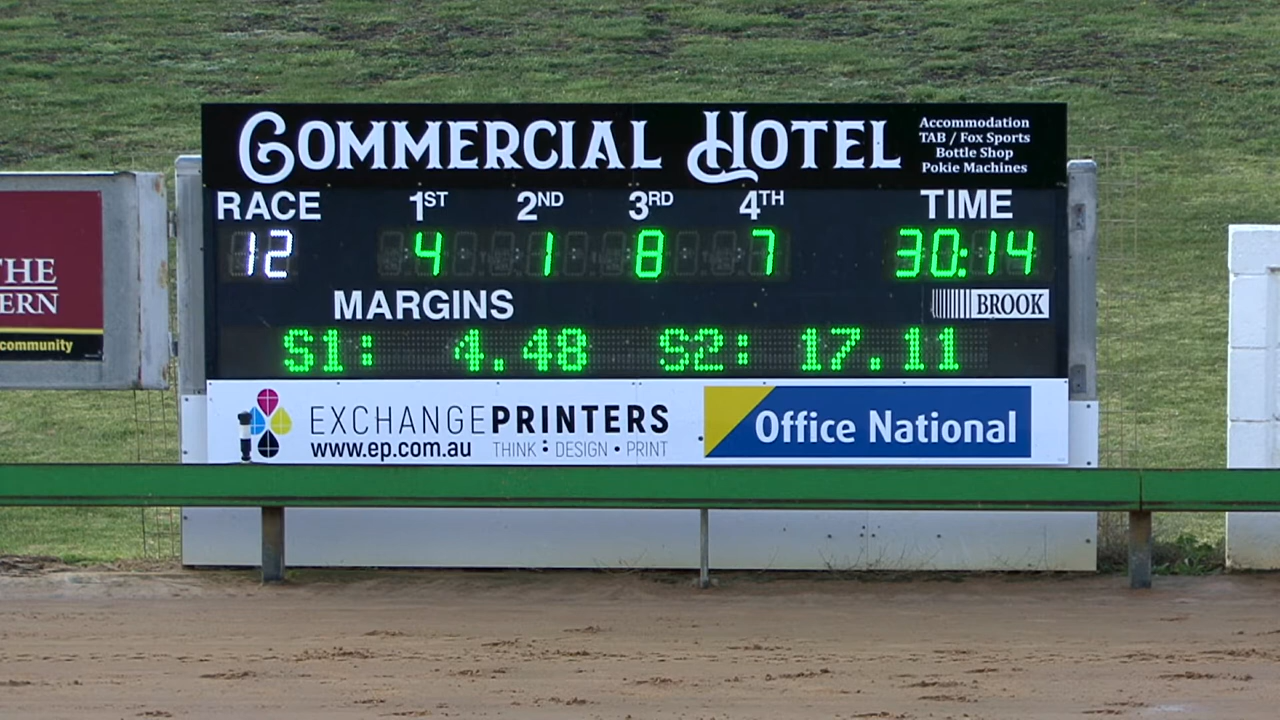 COMMERCIAL HOTEL
Accommodation
TAB / Fox Sports
Bottle Shop
Pokie Machines
RACE 1ST 2ND 3RD 4TH TIME
12 4 1 8 7 30:14
MARGINS
BROOK
S1: 4.48 S2: 17.11
THE
ERN
community
EXCHANGEPRINTERS
www.ep.com.au THINK : DESIGN • PRINT
Office National